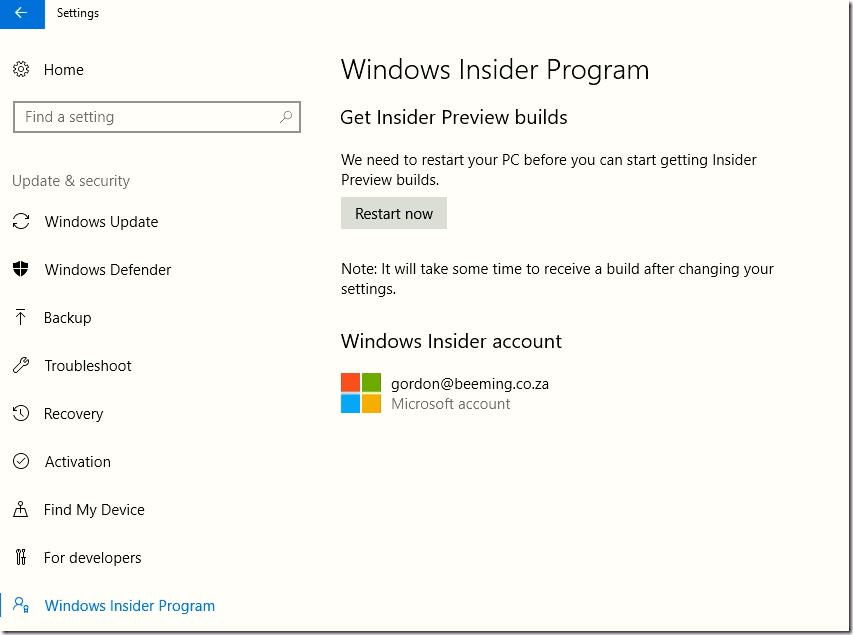 Settings
Home
Find a setting
Update & security
Windows Update
Windows Defender
Backup
Troubleshoot
Recovery
Activation
Find My Device
For developers
Windows Insider Program
Windows Insider Program
Get Insider Preview builds
We need to restart your PC before you can start getting Insider
Preview builds.
Restart now
Note: It will take some time to receive a build after changing your
settings.
Windows Insider account
gordon@beeming.co.za
Microsoft account